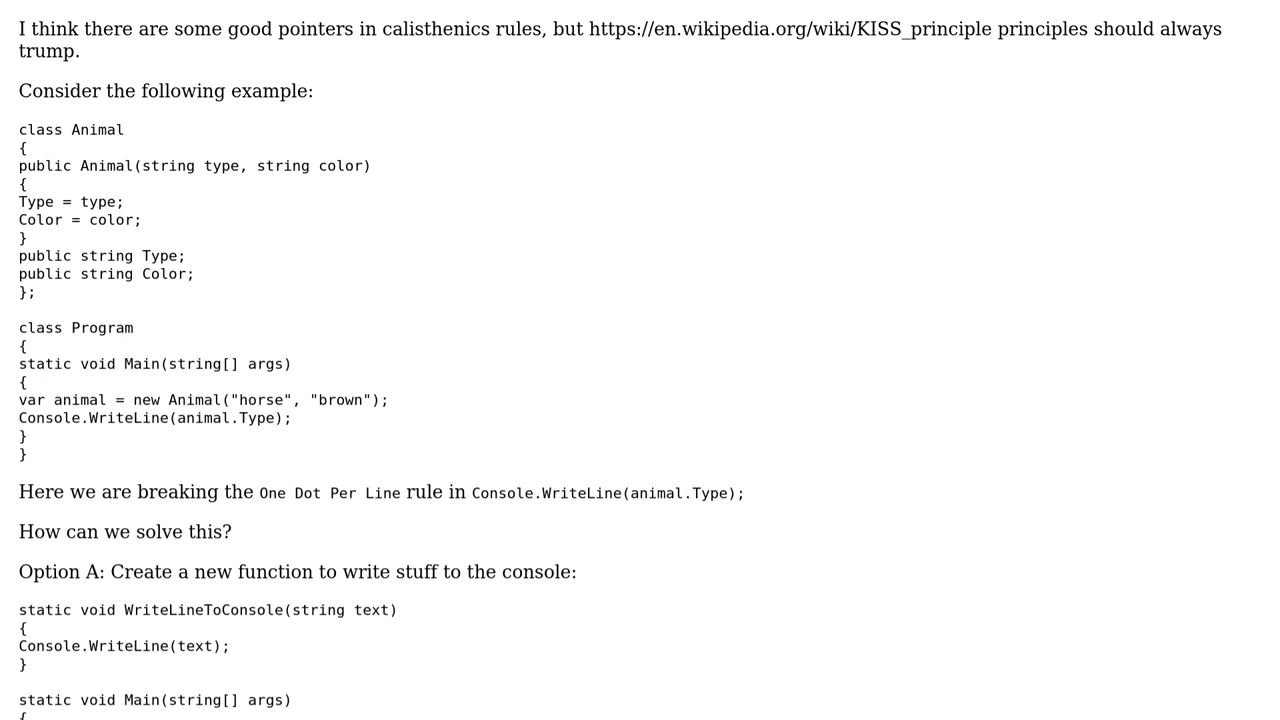 I think there are some good pointers in calisthenics rules, but https://en.wikipedia.org/wiki/KISS_principle principles should always
trump.
Consider the following example:
class Animal
{
public Animal(string type, string color)
{
Type = type;
Color = color;
}
public string Type;
public string Color;
};
class Program
{
static void Main(string[] args)
{
var animal = new Animal("horse", "brown");
Console.WriteLine(animal.Type);
}
}
Here we are breaking the One Dot Per Line rule in Console.WriteLine(animal.Type);
How can we solve this?
Option A: Create a new function to write stuff to the console:
static void WriteLineToConsole(string text)
{
Console.WriteLine(text);
}
static void Main(string[] args)
{